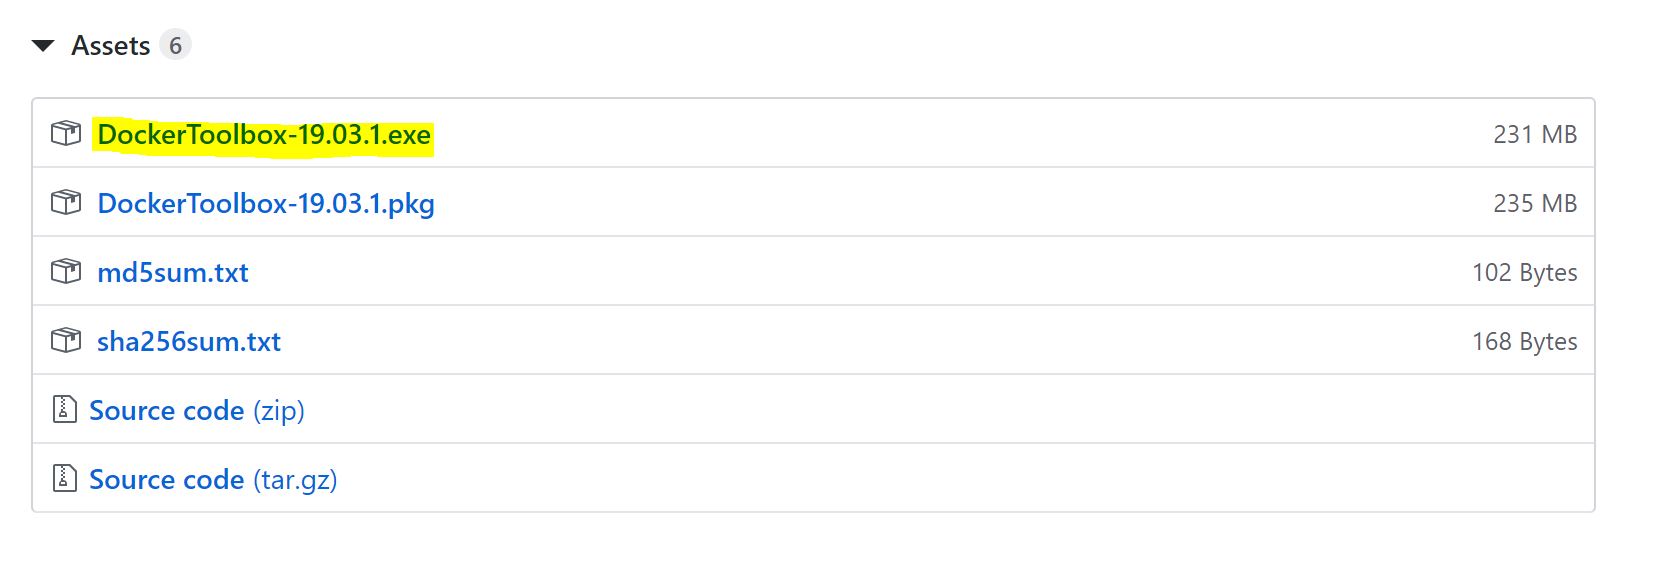 Assets 6
DockerToolbox-19.03.1.exe 231 MB
DockerToolbox-19.03.1.pkg 235 MB
md5sum.txt 102 Bytes
sha256sum.txt 168 Bytes
Source code (zip)
Source code (tar.gz)